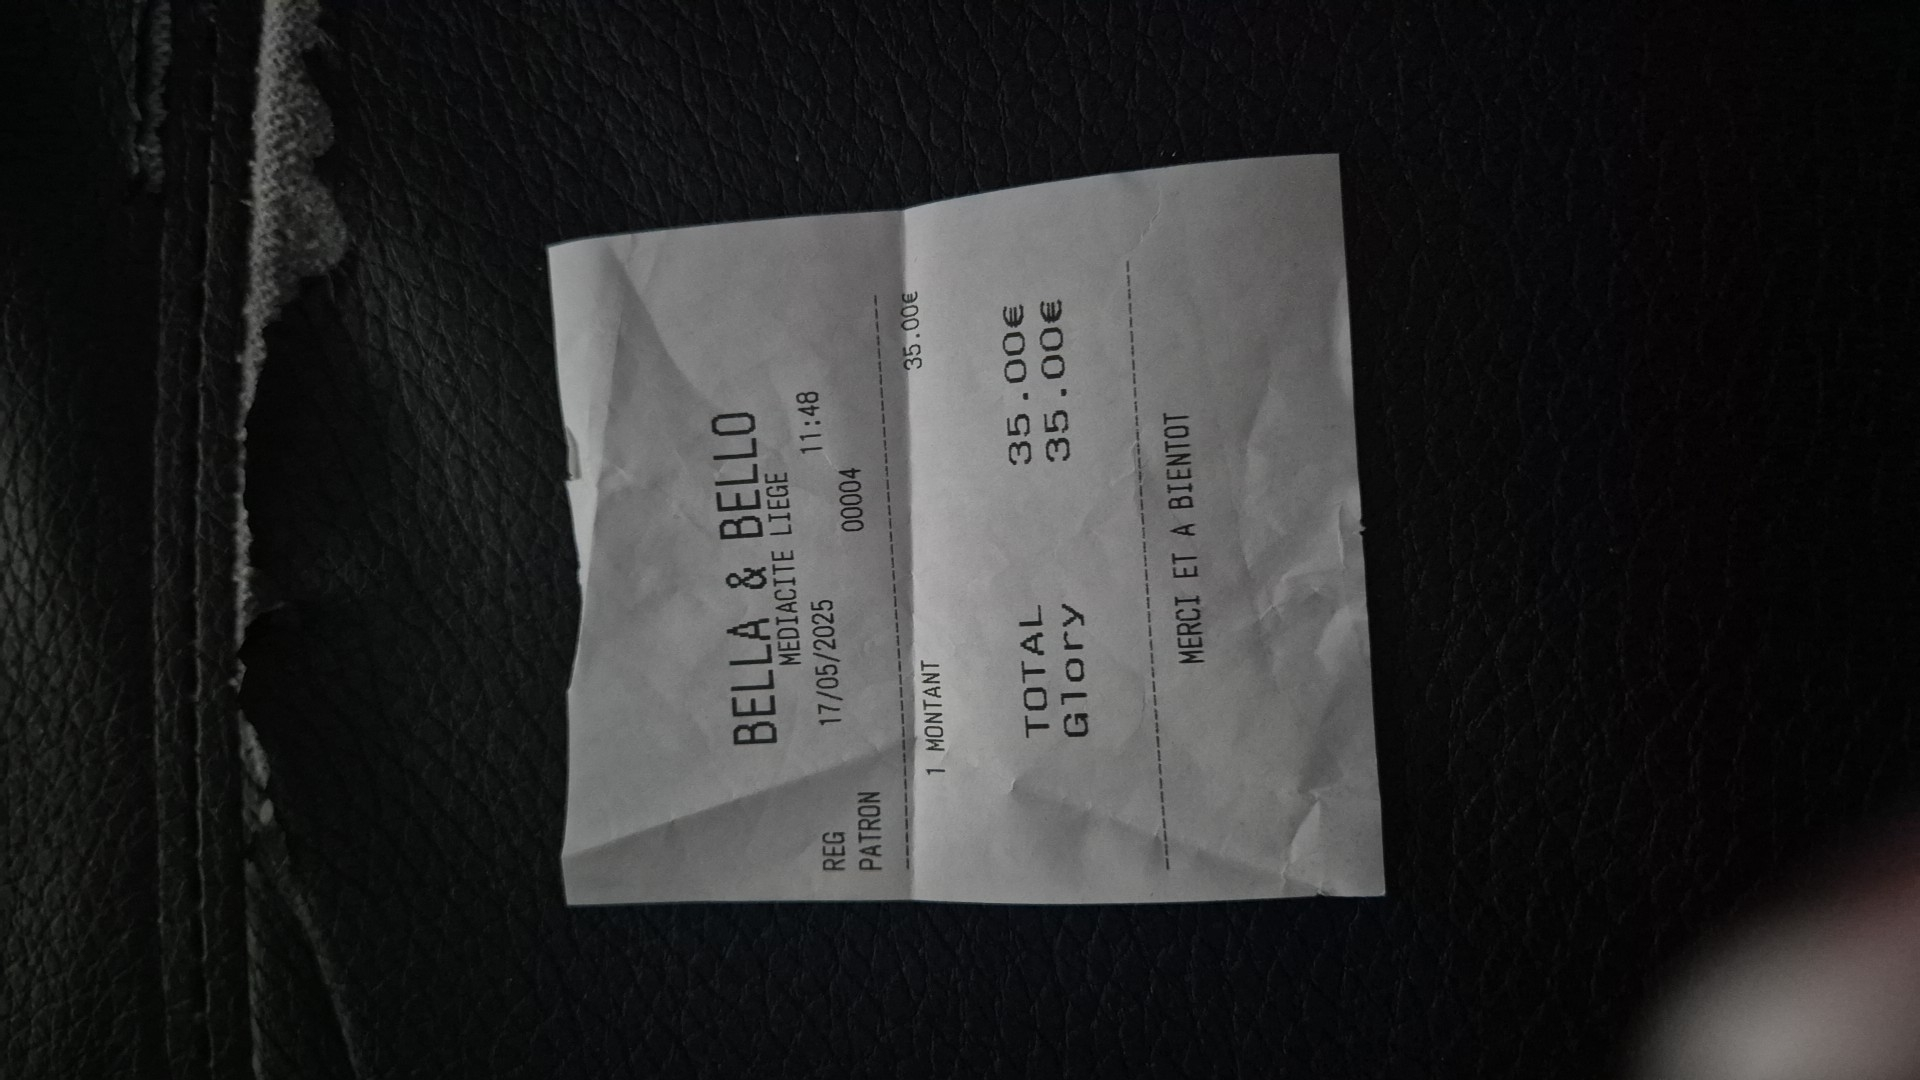 BELLA & BELLO
MEDIACITE LIEGE
REG 17/05/2025 11:48
PATRON 00004
1 MONTANT 35.00€
TOTAL 35.00€
Glory 35.00€
MERCI ET A BIENTOT